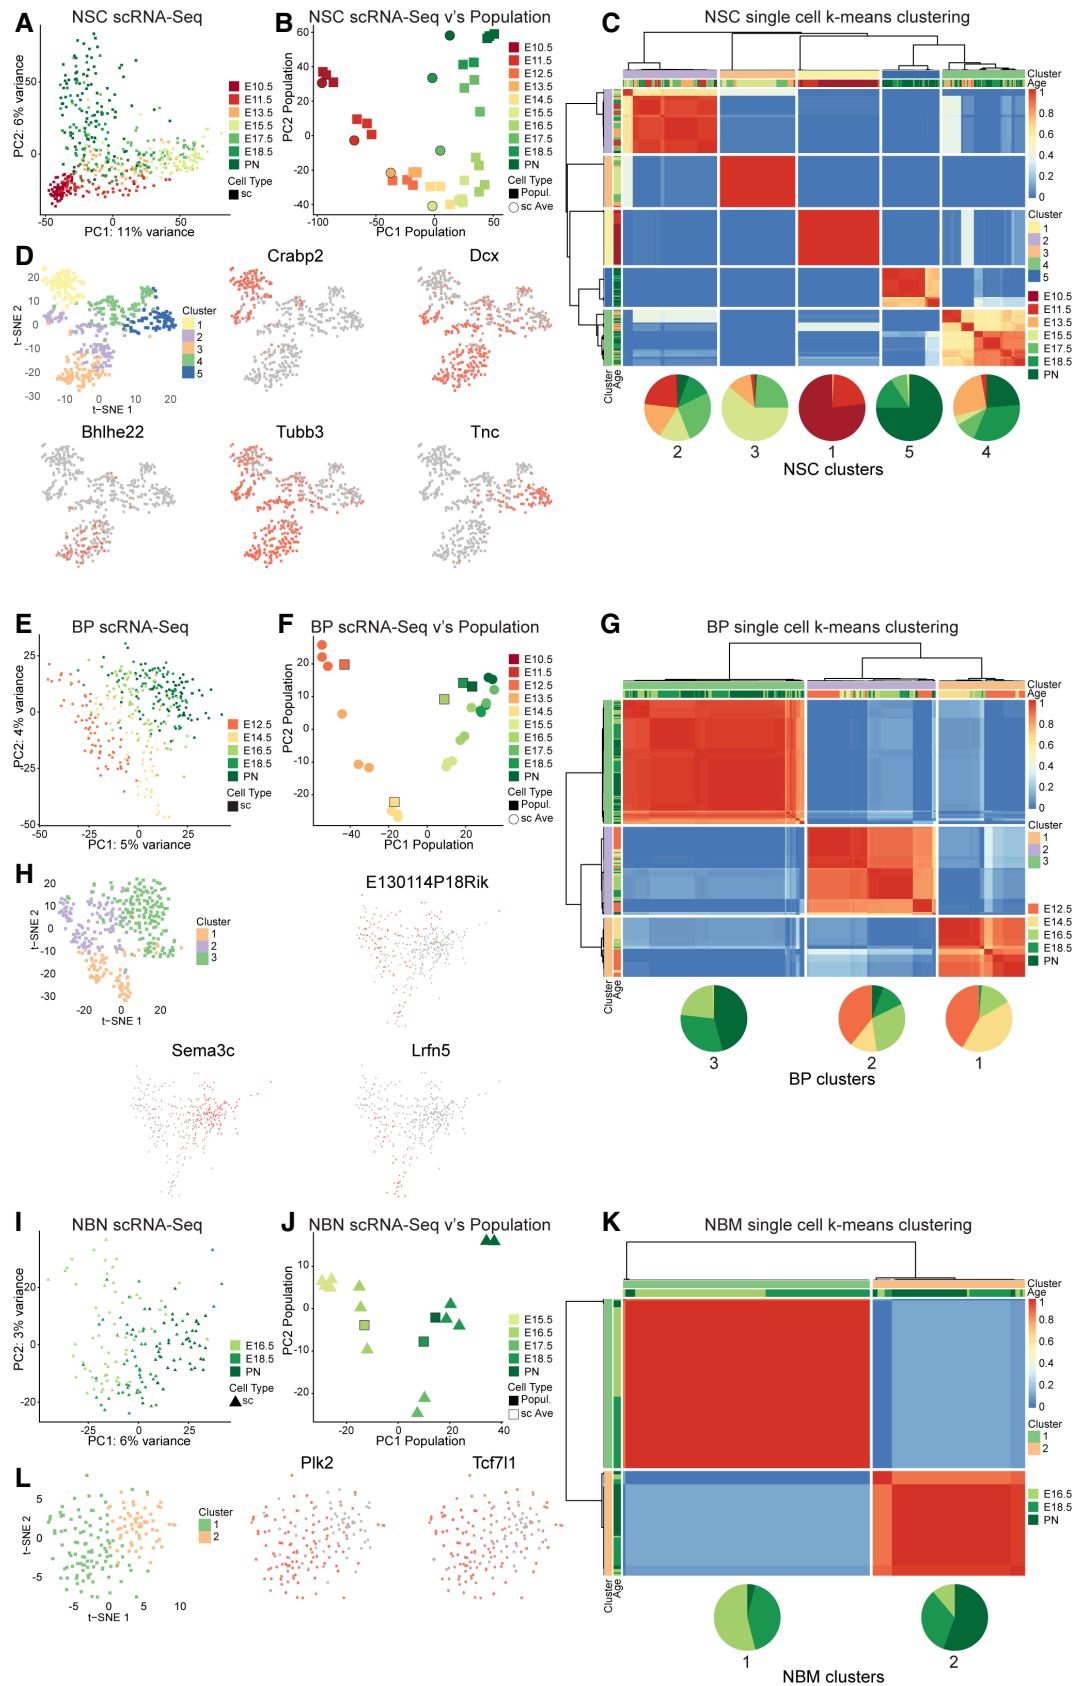 A NSC scRNA-Seq
PC2: 6% variance
50
0
-50 0 50
PC1: 11% variance
E10.5
E11.5
E13.5
E15.5
E17.5
E18.5
PN
Cell Type
sc
B NSC scRNA-Seq v's Population
PC2 Population
60
40
20
0
-20
-40
-100 -50 0 50
PC1 Population
E10.5
E11.5
E12.5
E13.5
E14.5
E15.5
E16.5
E17.5
E18.5
PN
Cell Type
Popul.
sc Ave
C NSC single cell k-means clustering
Cluster
Age
1
0.8
0.6
0.4
0.2
0
Cluster
1
2
3
4
5
E10.5
E11.5
E13.5
E15.5
E17.5
E18.5
PN
Cluster
Age
2 3 1 5 4
NSC clusters
D
t-SNE 2
20
10
0
-10
-20
-30
-10 0 10 20
t-SNE 1
Cluster
1
2
3
4
5
Crabp2
Dcx
Bhlhe22
Tubb3
Tnc
E BP scRNA-Seq
PC2: 4% variance
25
0
-25
-50
-50 -25 0 25
PC1: 5% variance
E12.5
E14.5
E16.5
E18.5
PN
Cell Type
sc
F BP scRNA-Seq v's Population
PC2 Population
20
10
0
-10
-20
-40 -20 0 20
PC1 Population
E10.5
E11.5
E12.5
E13.5
E14.5
E15.5
E16.5
E17.5
E18.5
PN
Cell Type
Popul.
sc Ave
G BP single cell k-means clustering
Cluster
Age
1
0.8
0.6
0.4
0.2
0
Cluster
1
2
3
E12.5
E14.5
E16.5
E18.5
PN
Cluster
Age
3 2 1
BP clusters
H
t-SNE 2
20
10
0
-10
-20
-30
-20 0 20
t-SNE 1
Cluster
1
2
3
E130114P18Rik
Sema3c
Lrfn5
I NBN scRNA-Seq
PC2: 3% variance
20
0
-20
-25 0 25
PC1: 6% variance
E16.5
E18.5
PN
Cell Type
sc
J NBN scRNA-Seq v's Population
PC2 Population
10
0
-10
-20
-20 0 20 40
PC1 Population
E15.5
E16.5
E17.5
E18.5
PN
Cell Type
Popul.
sc Ave
K NBM single cell k-means clustering
Cluster
Age
1
0.8
0.6
0.4
0.2
0
Cluster
1
2
E16.5
E18.5
PN
Cluster
Age
1 2
NBM clusters
L
t-SNE 2
5
0
-5
-5 0 5 10
t-SNE 1
Cluster
1
2
Plk2
Tcf7l1